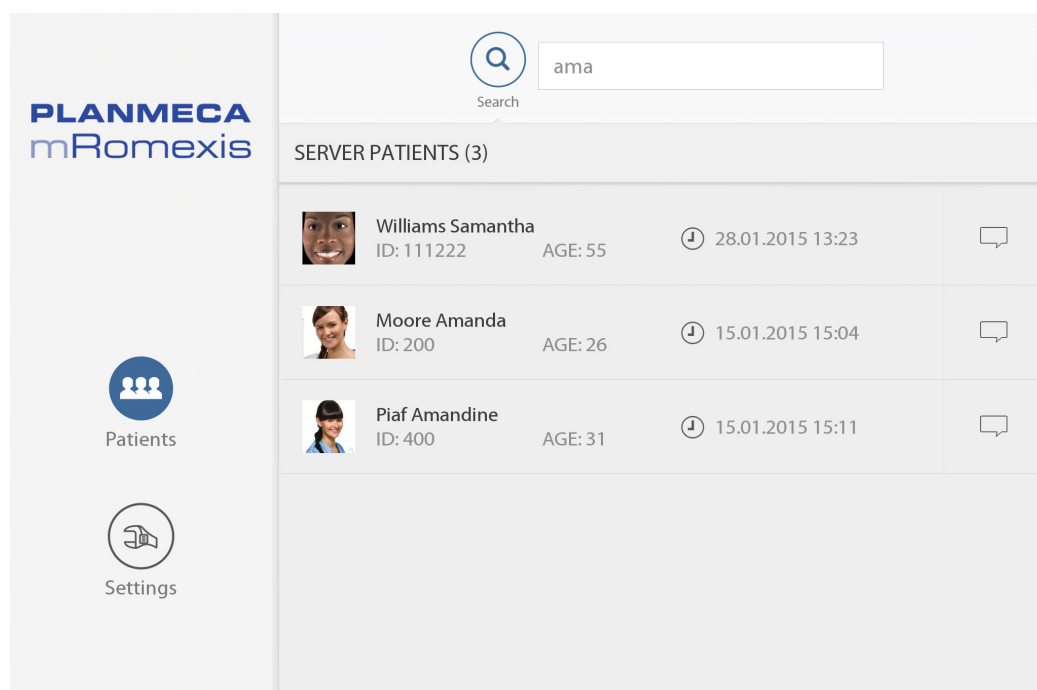 PLANMECA
mRomexis
Search
ama
SERVER PATIENTS (3)
Williams Samantha
ID: 111222 AGE: 55
28.01.2015 13:23
Moore Amanda
ID: 200 AGE: 26
15.01.2015 15:04
Piaf Amandine
ID: 400 AGE: 31
15.01.2015 15:11
Patients
Settings